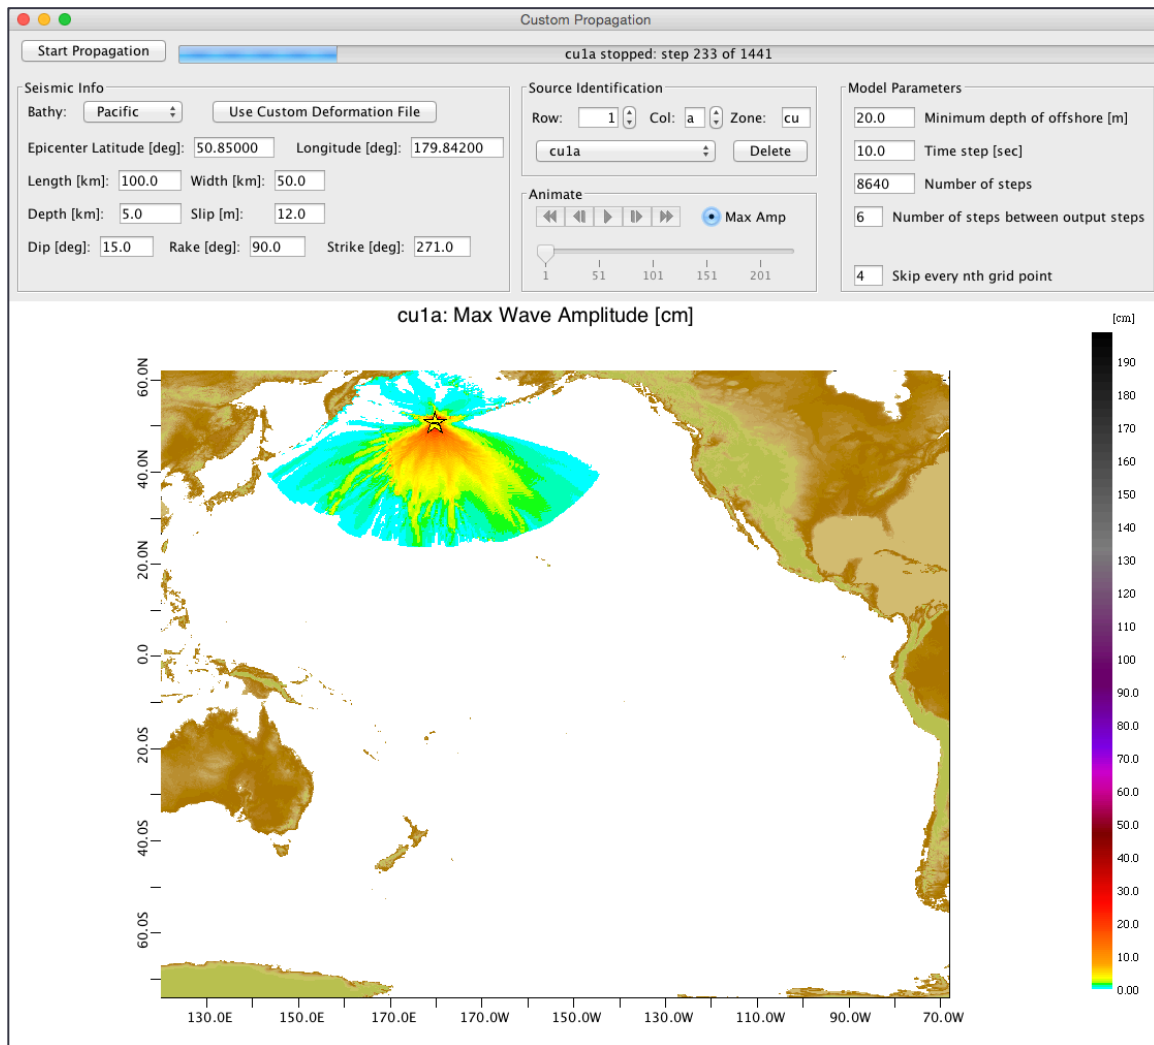 Custom Propagation
Start Propagation
cu1a stopped: step 233 of 1441
Seismic Info
Bathy: Pacific Use Custom Deformation File
Epicenter Latitude [deg]: 50.85000 Longitude [deg]: 179.84200
Length [km]: 100.0 Width [km]: 50.0
Depth [km]: 5.0 Slip [m]: 12.0
Dip [deg]: 15.0 Rake [deg]: 90.0 Strike [deg]: 271.0
Source Identification
Row: 1 Col: a Zone: cu
cu1a Delete
Animate
Max Amp
1 51 101 151 201
Model Parameters
20.0 Minimum depth of offshore [m]
10.0 Time step [sec]
8640 Number of steps
6 Number of steps between output steps
4 Skip every nth grid point
cu1a: Max Wave Amplitude [cm]
[cm]
190
180
170
160
150
140
130
120
110
100
90.0
80.0
70.0
60.0
50.0
40.0
30.0
20.0
10.0
0.00
60.0N
40.0N
20.0N
0.0
20.0S
40.0S
60.0S
130.0E 150.0E 170.0E 170.0W 150.0W 130.0W 110.0W 90.0W 70.0W